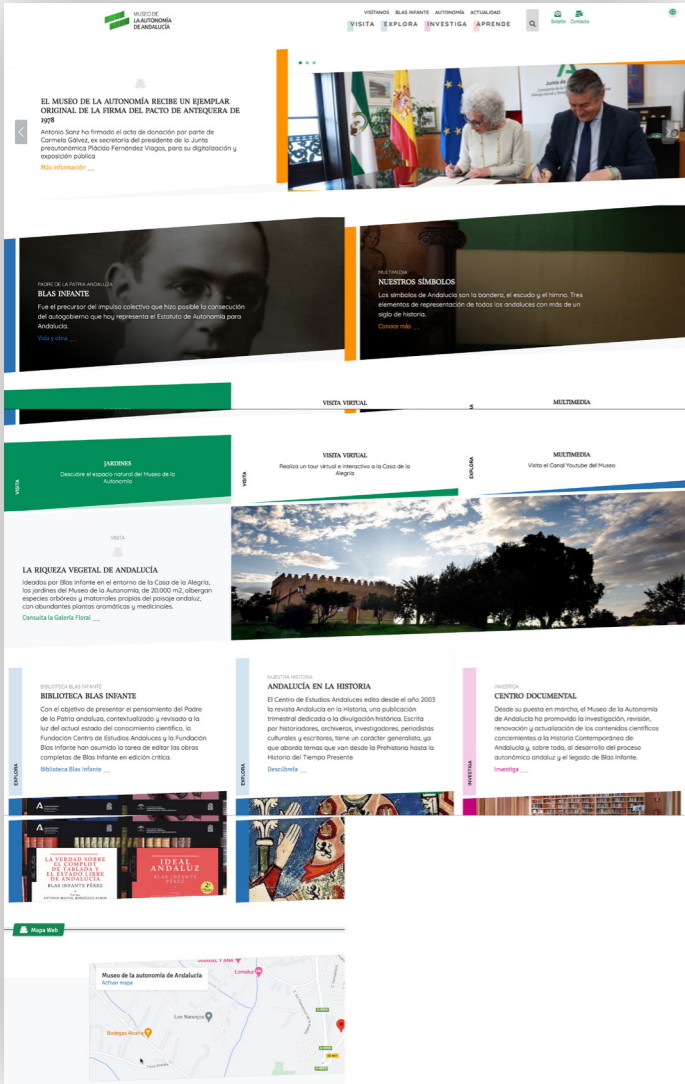 MUSEO DE
LA AUTONOMÍA
DE ANDALUCÍA
VISÍTANOS BLAS INFANTE AUTONOMÍA ACTUALIDAD
VISITA EXPLORA INVESTIGA APRENDE
Boletín Contacto
EL MUSEO DE LA AUTONOMÍA RECIBE UN EJEMPLAR
ORIGINAL DE LA FIRMA DEL PACTO DE ANTEQUERA DE
1978
Antonio Sanz ha firmado el acta de donación por parte de
Carmela Gálvez, ex secretaria del presidente de la Junta
preautonómica Plácido Fernández Viagas, para su digitalización y
exposición pública
Más información __
PADRE DE LA PATRIA ANDALUZA
BLAS INFANTE
Fue el precursor del impulso colectivo que hizo posible la consecución
del autogobierno que hoy representa el Estatuto de Autonomía para
Andalucía.
Vida y obra __
MULTIMEDIA
NUESTROS SÍMBOLOS
Los símbolos de Andalucía son la bandera, el escudo y el himno. Tres
elementos de representación de todos los andaluces con más de un
siglo de historia.
Conoce más __
VISITA VIRTUAL
MULTIMEDIA
VISITA
JARDINES
Descubre el espacio natural del Museo de la
Autonomía
VISITA
VISITA VIRTUAL
Realiza un tour virtual e interactivo a la Casa de la
Alegría
EXPLORA
MULTIMEDIA
Visita el Canal Youtube del Museo
VISITA
LA RIQUEZA VEGETAL DE ANDALUCÍA
Ideados por Blas Infante en el entorno de la Casa de la Alegría,
los jardines del Museo de la Autonomía, de 20.000 m2, albergan
especies arbóreas y matorrales propios del paisaje andaluz,
con abundantes plantas aromáticas y medicinales.
Consulta la Galería Floral __
EXPLORA
BIBLIOTECA BLAS INFANTE
BIBLIOTECA BLAS INFANTE
Con el objetivo de presentar el pensamiento del Padre
de la Patria andaluza, contextualizado y revisado a la
luz del actual estado del conocimiento científico, la
Fundación Centro de Estudios Andaluces y la Fundación
Blas Infante han asumido la tarea de editar las obras
completas de Blas Infante en edición crítica.
Biblioteca Blas Infante __
EXPLORA
NUESTRA HISTORIA
ANDALUCÍA EN LA HISTORIA
El Centro de Estudios Andaluces edita desde el año 2003
la revista Andalucía en la Historia, una publicación
trimestral dedicada a la divulgación histórica. Escrita
por historiadores, archiveros, investigadores, periodistas
culturales y escritores, tiene un carácter generalista, ya
que aborda temas que van desde la Prehistoria hasta la
Historia del Tiempo Presente
Descúbrela __
INVESTIGA
INVESTIGA
CENTRO DOCUMENTAL
Desde su puesta en marcha, el Museo de la Autonomía
de Andalucía ha promovido la investigación, revisión,
renovación y actualización de los contenidos científicos
concernientes a la Historia Contemporánea de
Andalucía y, sobre todo, al desarrollo del proceso
autonómico andaluz y el legado de Blas Infante.
Investiga __
LA VERDAD SOBRE
EL COMPLOT
DE TABLADA Y
EL ESTADO LIBRE
DE ANDALUCÍA
BLAS INFANTE PÉREZ
IDEAL
ANDALUZ
BLAS INFANTE
PÉREZ
Mapa Web
Museo de la autonomía de Andalucía
Activar mapa
Lomeluz
Los Naranjos
Bodegas Alcaña